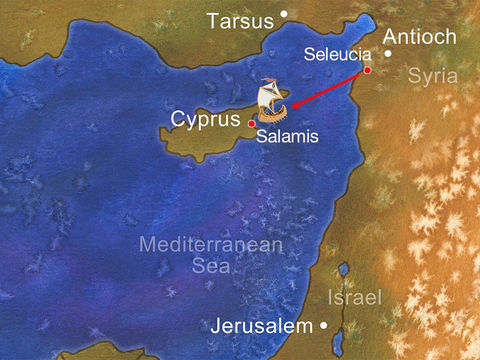 Tarsus
Antioch
Seleucia
Syria
Cyprus
Salamis
Mediterranean
Sea
Israel
Jerusalem